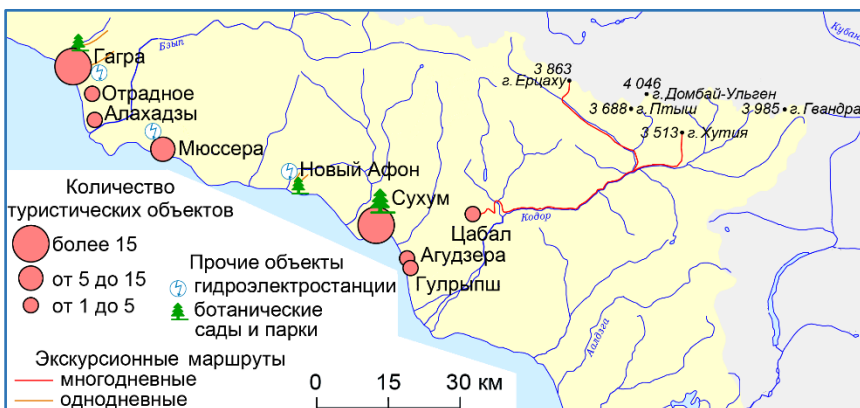 Бзып
Кубань
Гагра
3 863
г. Ерцаху
4 046
г. Домбай-Ульген
Отрадное
3 688
г. Птыш
3 985
г. Гвандра
Алахадзы
3 513
г. Хутия
Мюссера
Новый Афон
Сухум
Кодор
Цабал
Агудзера
Гулрыпш
Аалдзга
Количество
туристических объектов
более 15
от 5 до 15
от 1 до 5
Прочие объекты
гидроэлектростанции
ботанические
сады и парки
Экскурсионные маршруты
многодневные
однодневные
0 15 30 км